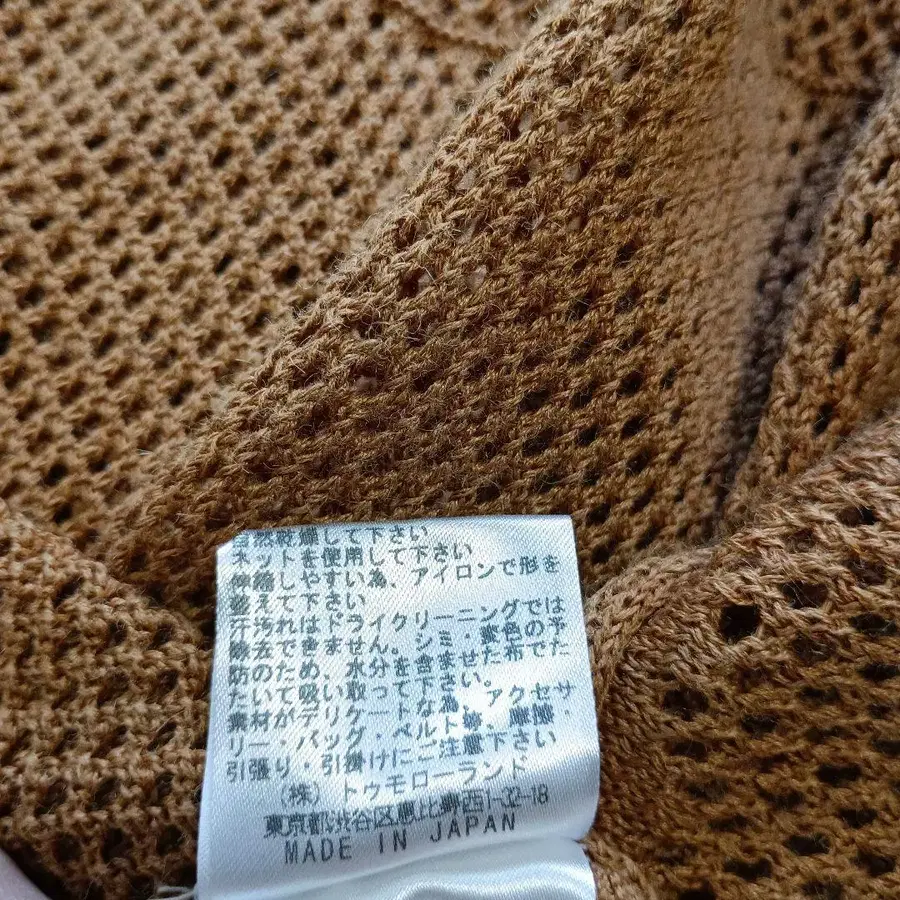 自然乾燥して下さい
ネットを使用して下さい
伸縮しやすい為、アイロンで形を
整えて下さい
汗汚れはドライクリーニングでは
除去できません。シミ・変色の予
防のため、水分を含ませた布でた
たいて吸い取って下さい。
素材がデリケートな為、アクセサ
リー・バッグ・ベルト等、摩擦・
引張り・引掛けにご注意下さい
(株) トゥモローランド
東京都渋谷区恵比寿西1-32-18
MADE IN JAPAN